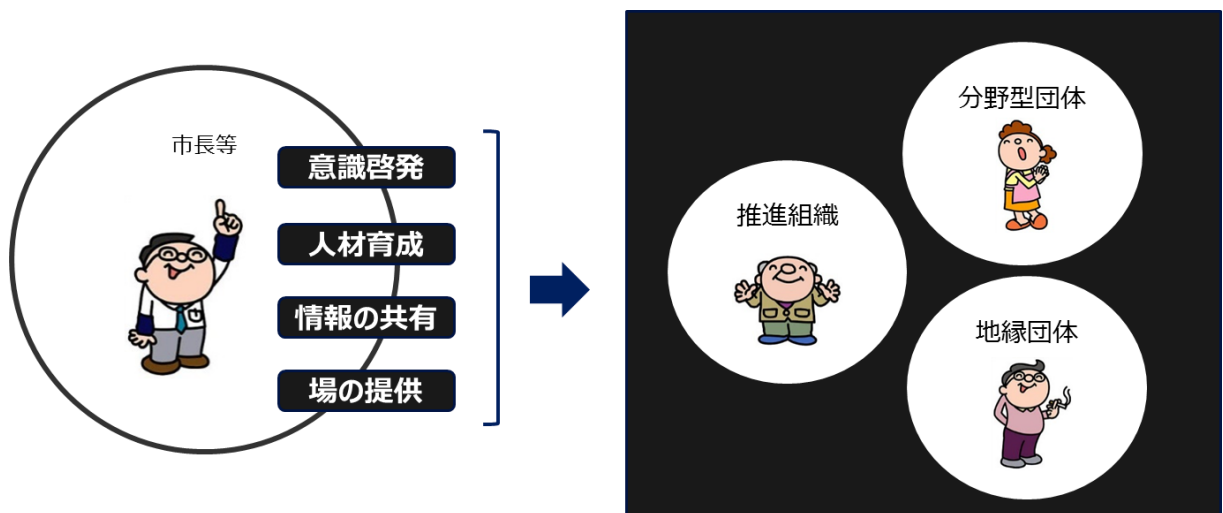 市長等
意識啓発
人材育成
情報の共有
場の提供
推進組織
分野型団体
地縁団体